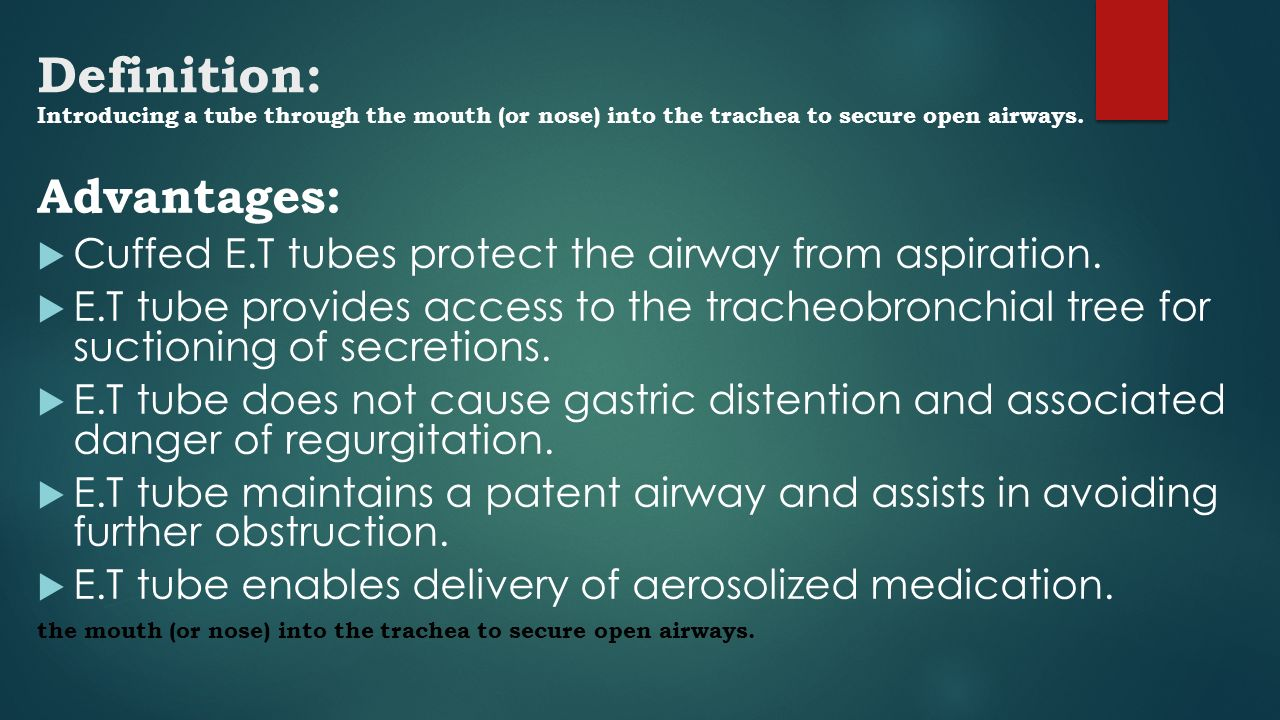 Definition:
Introducing a tube through the mouth (or nose) into the trachea to secure open airways.
Advantages:
Cuffed E.T tubes protect the airway from aspiration.
E.T tube provides access to the tracheobronchial tree for
suctioning of secretions.
E.T tube does not cause gastric distention and associated
danger of regurgitation.
E.T tube maintains a patent airway and assists in avoiding
further obstruction.
E.T tube enables delivery of aerosolized medication.
the mouth (or nose) into the trachea to secure open airways.